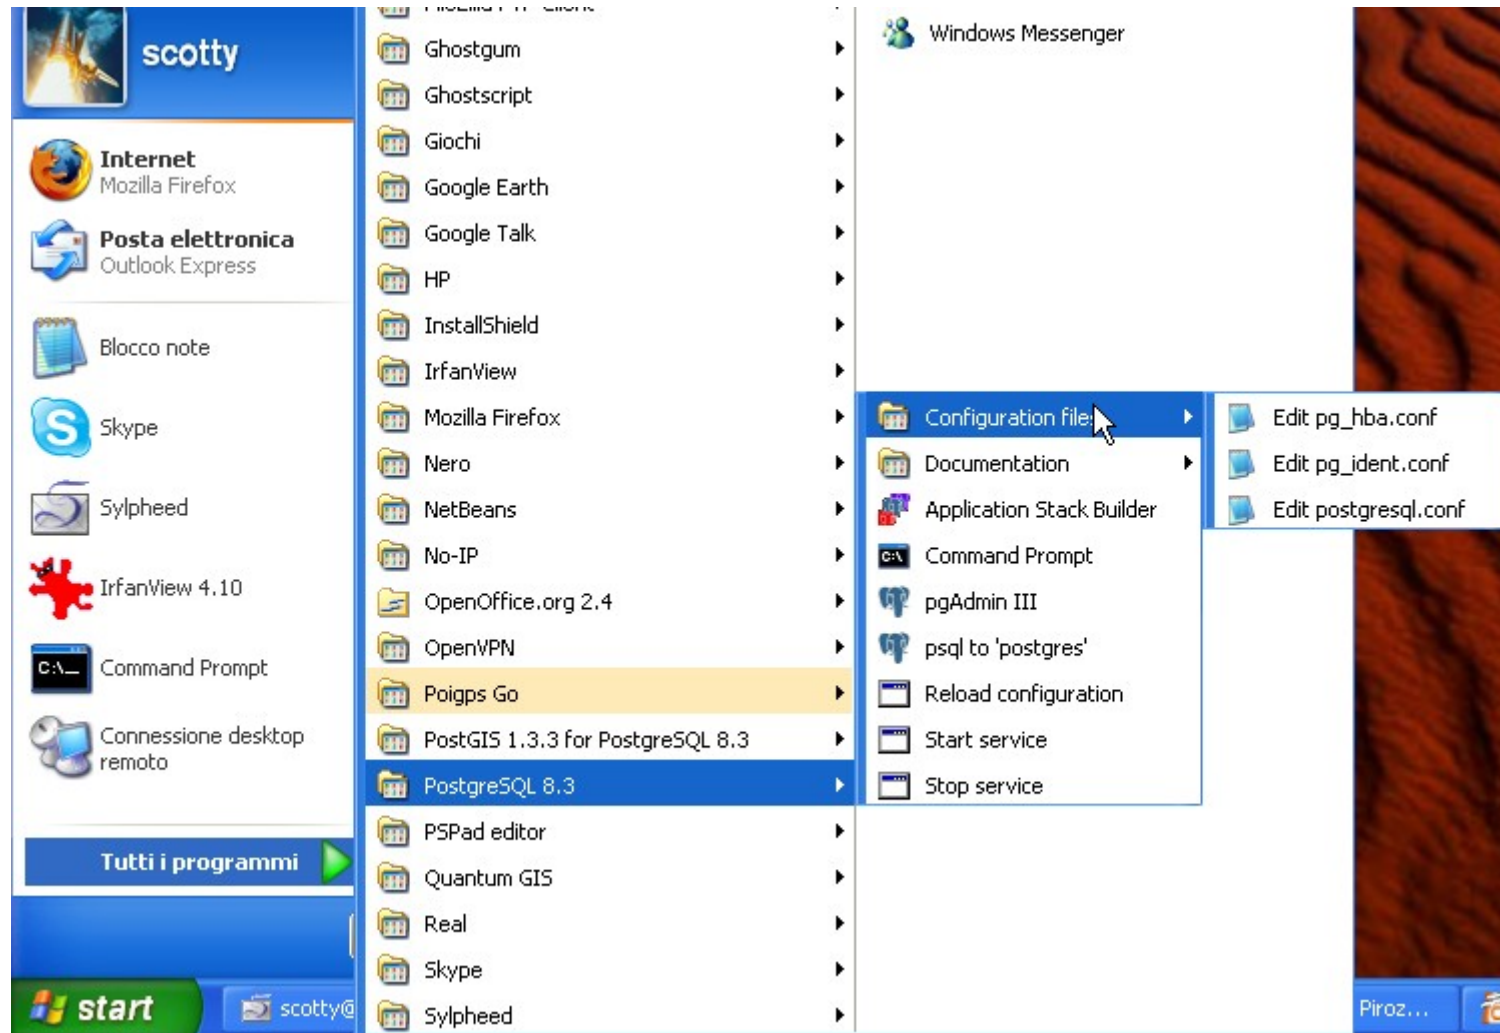 scotty
Internet
Mozilla Firefox
Posta elettronica
Outlook Express
Blocco note
Skype
Sylpheed
IrfanView 4.10
Command Prompt
Connessione desktop
remoto
Tutti i programmi
start
scotty@
Ghostgum
Ghostscript
Giochi
Google Earth
Google Talk
HP
InstallShield
IrfanView
Mozilla Firefox
Nero
NetBeans
No-IP
OpenOffice.org 2.4
OpenVPN
Poigps Go
PostGIS 1.3.3 for PostgreSQL 8.3
PostgreSQL 8.3
PSPad editor
Quantum GIS
Real
Skype
Sylpheed
Windows Messenger
Configuration files
Documentation
Application Stack Builder
Command Prompt
pgAdmin III
psql to 'postgres'
Reload configuration
Start service
Stop service
Edit pg_hba.conf
Edit pg_ident.conf
Edit postgresql.conf
Piroz...